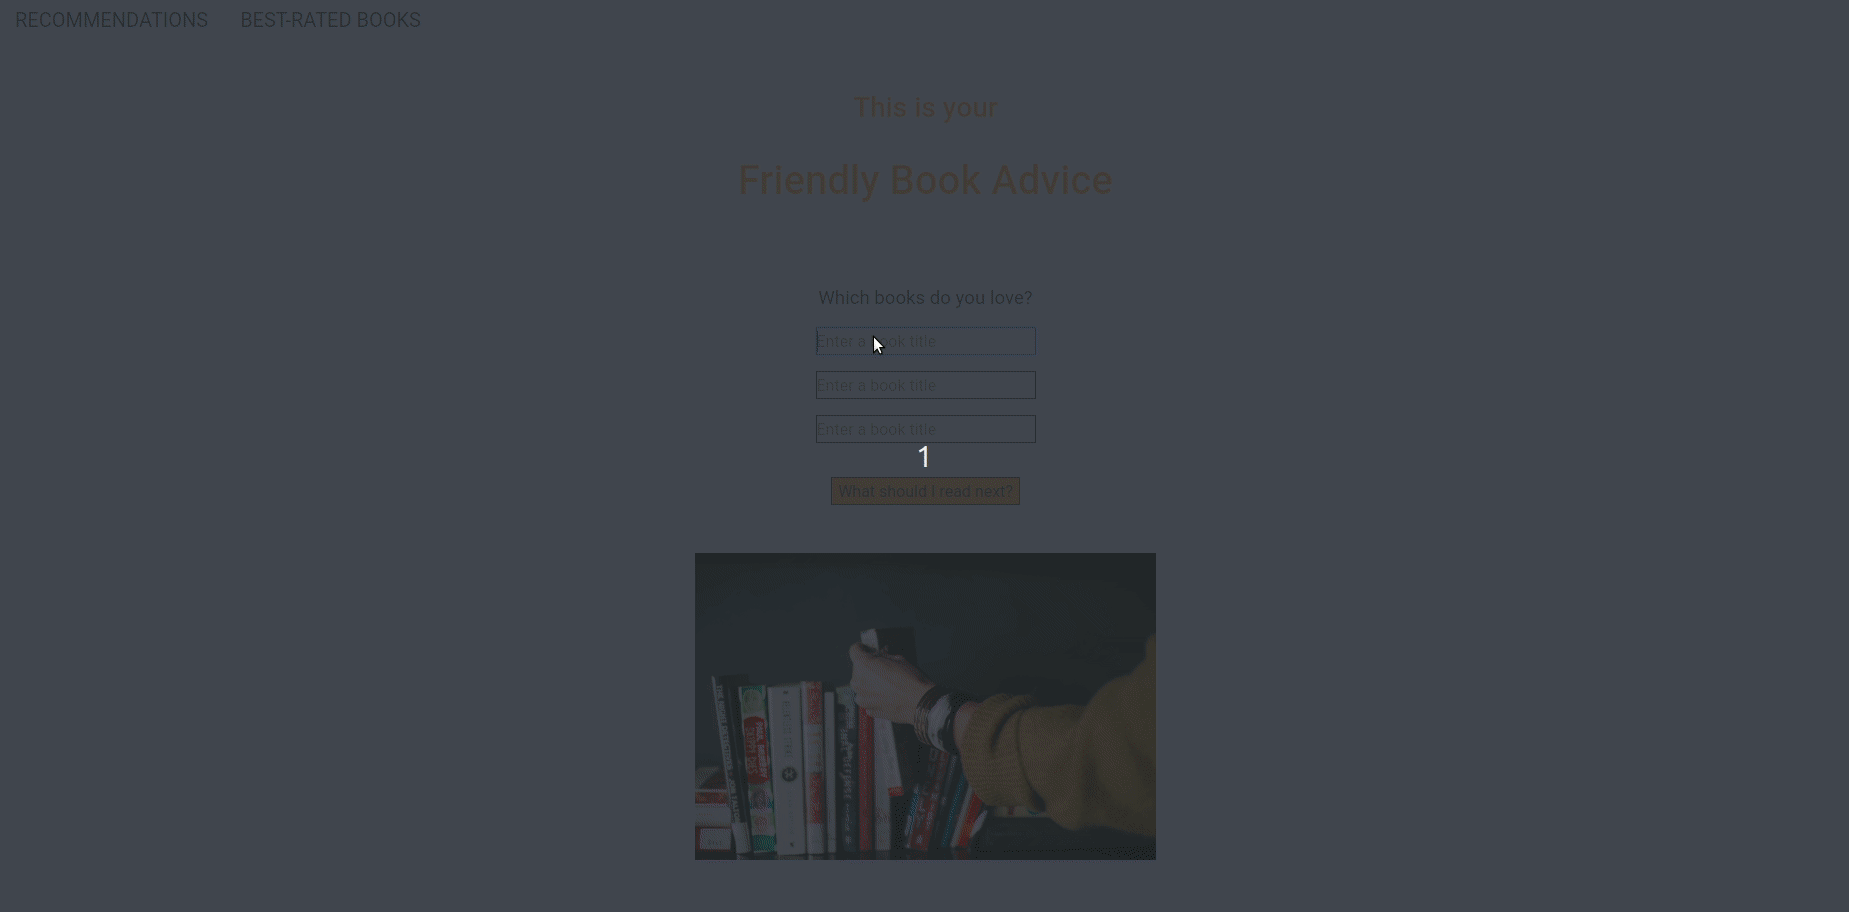 RECOMMENDATIONS BEST-RATED BOOKS
This is your
Friendly Book Advice
Which books do you love?
Enter a book title
Enter a book title
Enter a book title
1
What should I read next?